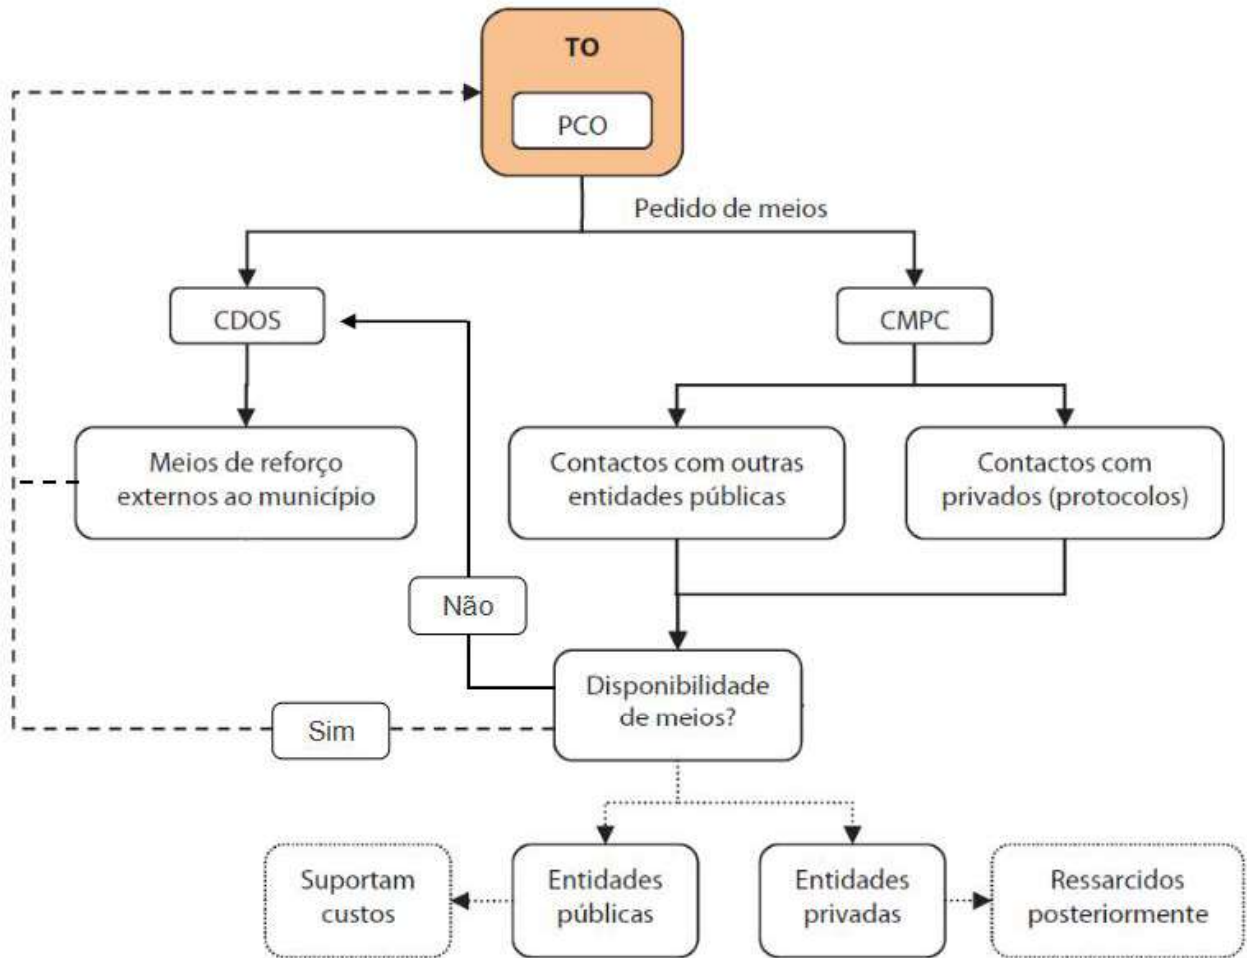 TO
PCO
Pedido de meios
CDOS
CMPC
Meios de reforço
externos ao município
Contactos com outras
entidades públicas
Contactos com
privados (protocolos)
Não
Disponibilidade
de meios?
Sim
Suportam
custos
Entidades
públicas
Entidades
privadas
Ressarcidos
posteriormente